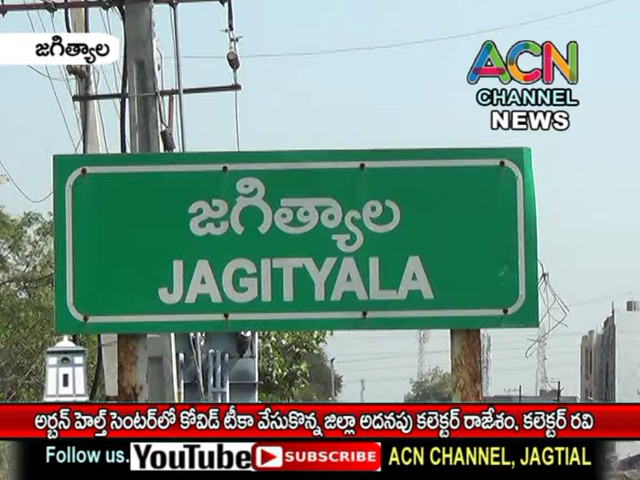 జగిత్యాల
ACN
CHANNEL
NEWS
జగిత్యాల
JAGITYALA
అర్బన్ హెల్త్ సెంటర్‌లో కోవిడ్ టీకా వేసుకొన్న జిల్లా అదనపు కలెక్టర్ రాజేశం, కలెక్టర్ రవి
Follow us. YouTube SUBSCRIBE ACN CHANNEL, JAGTIAL